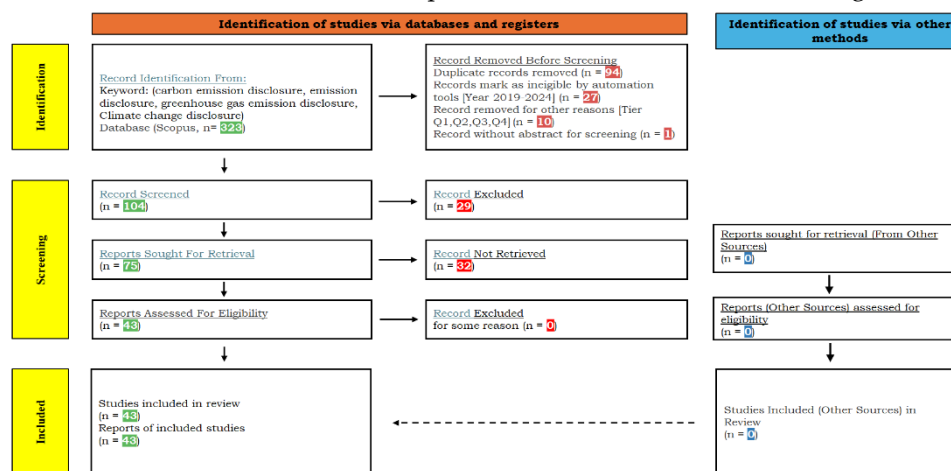 Identification of studies via databases and registers
Identification of studies via other
methods
Identification
Record Identification From:
Keyword: (carbon emission disclosure, emission
disclosure, greenhouse gas emission disclosure,
Climate change disclosure)
Database (Scopus, n= 323)
Record Removed Before Screening
Duplicate records removed (n = 94)
Records mark as ineigible by automation
tools [Year 2019-2024] (n = 27)
Record removed for other reasons [Tier
Q1,Q2,Q3,Q4] (n = 10)
Record without abstract for screening (n = 1)
Screening
Record Screened
(n = 104)
Record Excluded
(n = 29)
Reports Sought For Retrieval
(n = 75)
Record Not Retrieved
(n = 32)
Reports sought for retrieval (From Other
Sources)
(n = 0)
Reports Assessed For Eligibility
(n = 43)
Record Excluded
for some reason (n = 0)
Reports (Other Sources) assessed for
eligibility
(n = 0)
Included
Studies included in review
(n = 43)
Reports of included studies
(n = 43)
Studies Included (Other Sources) in
Review
(n = 0)